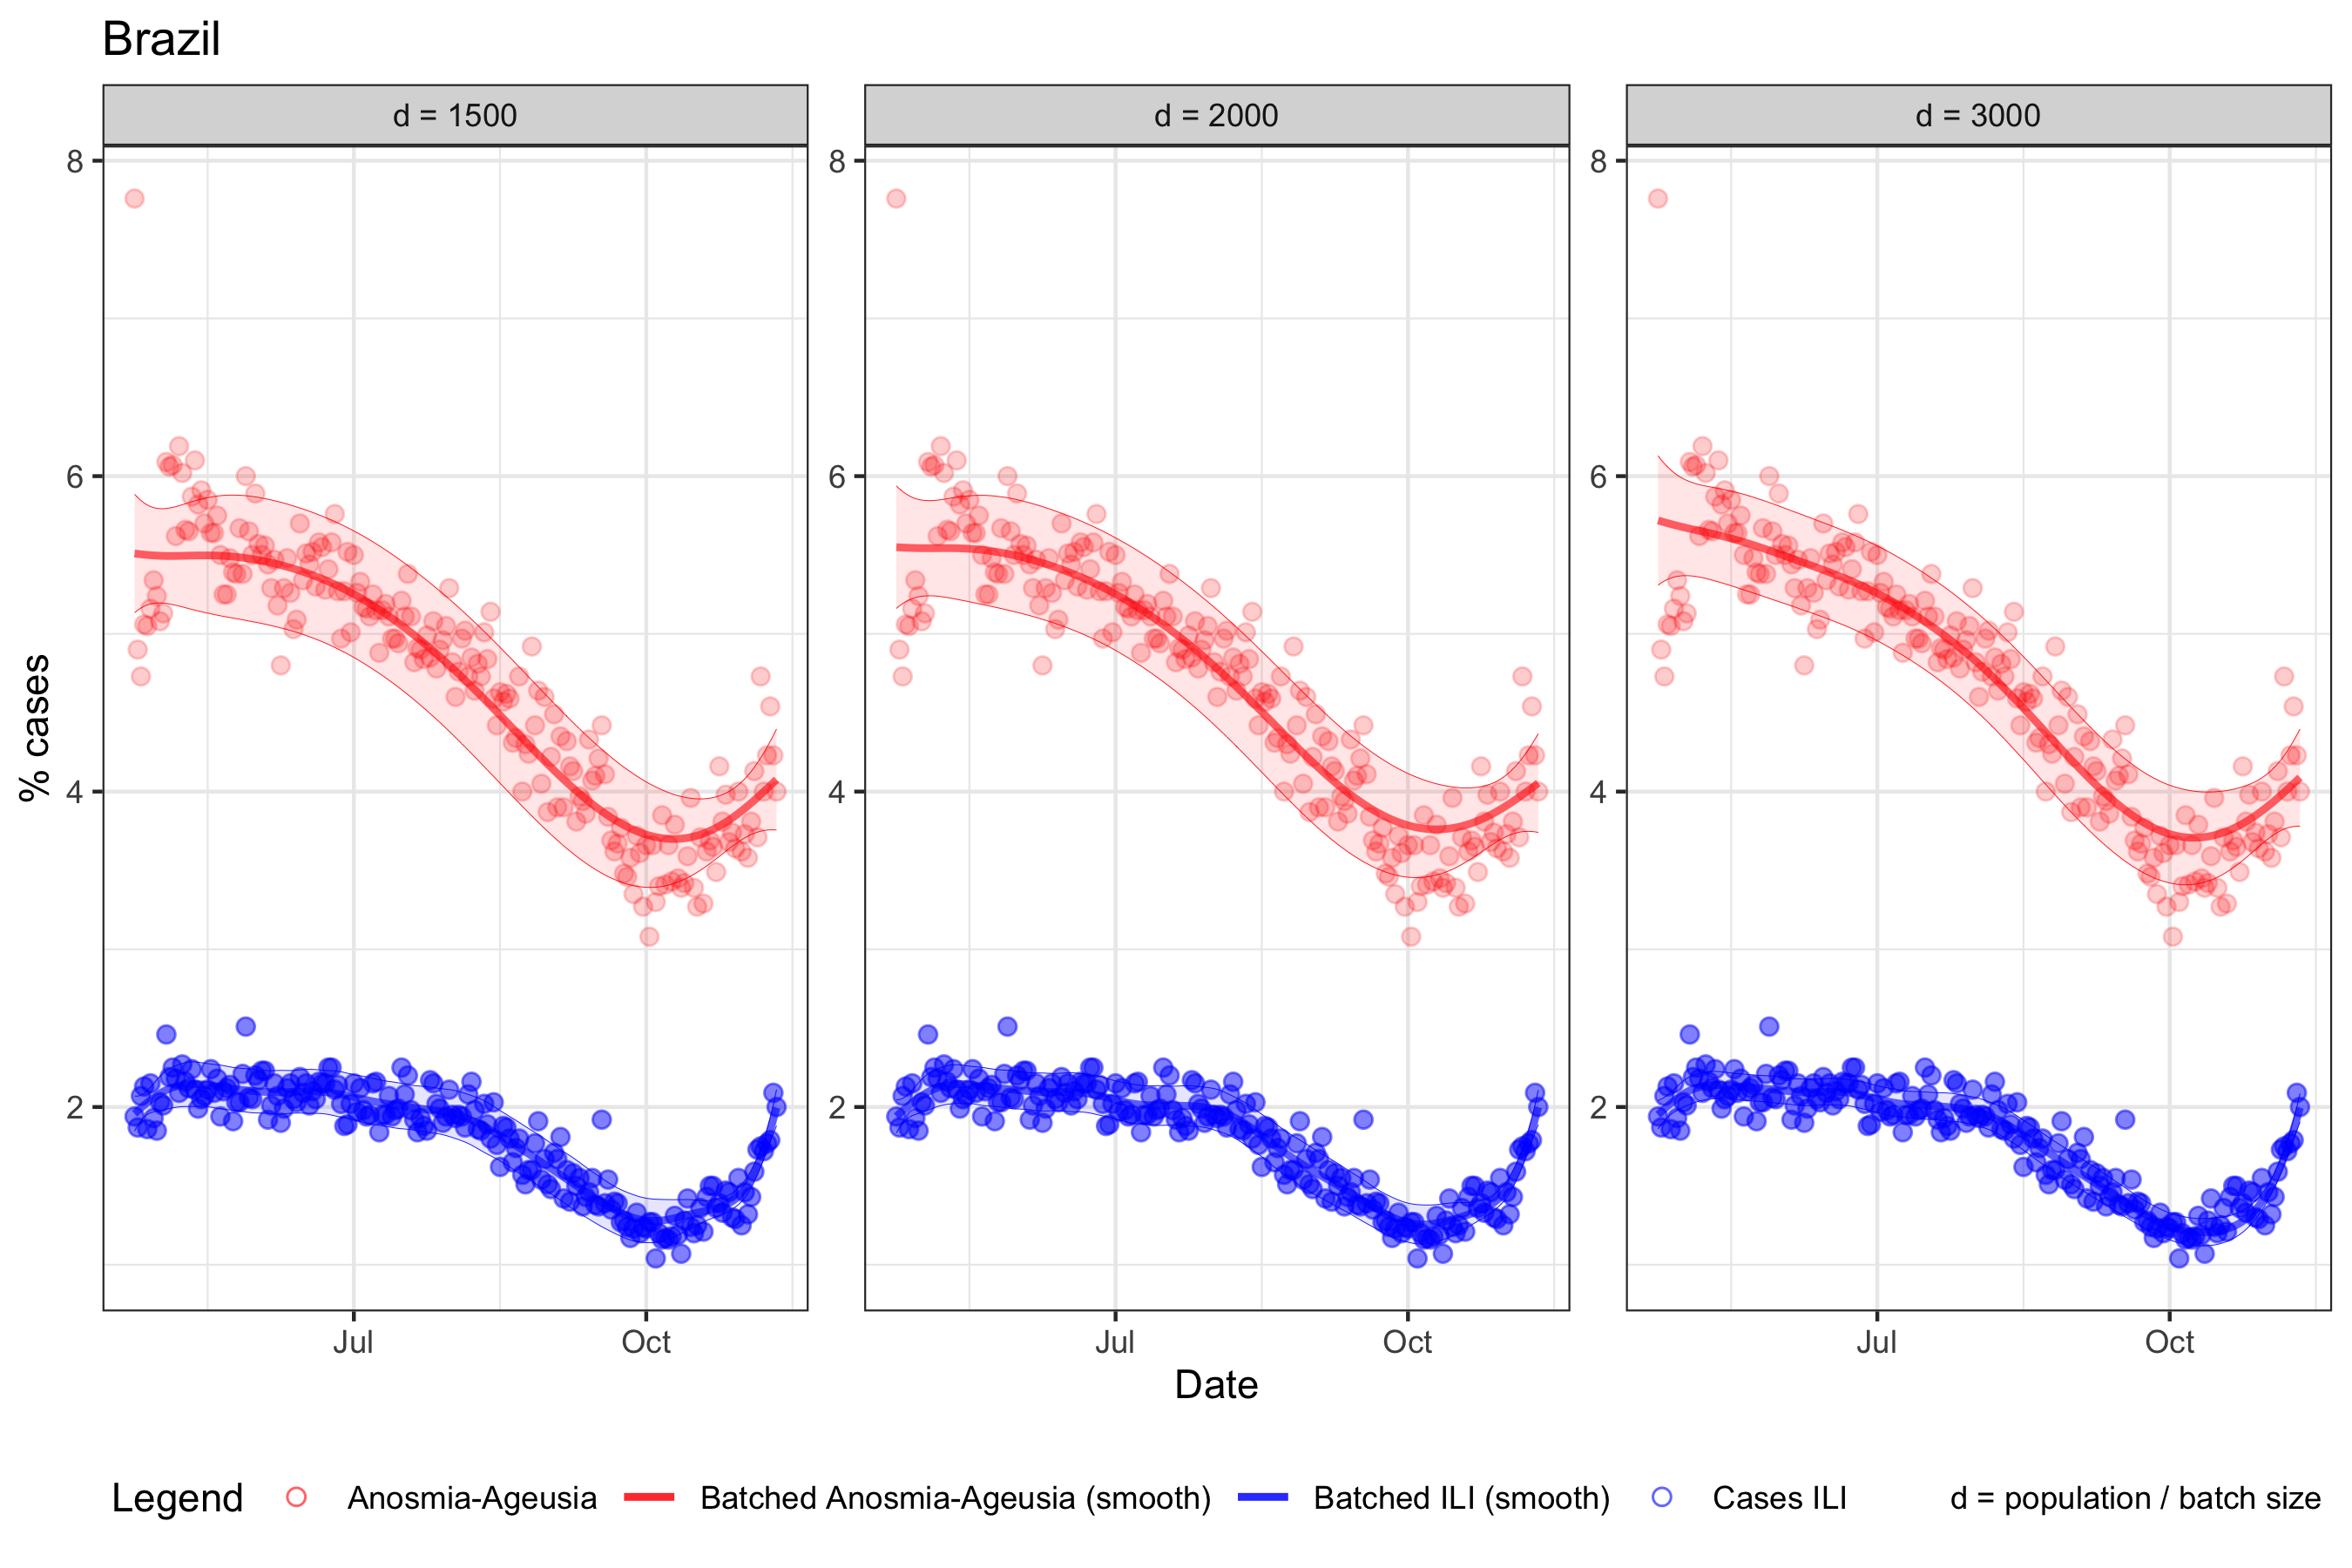 Brazil
d = 1500
d = 2000
d = 3000
% cases
8
6
4
2
8
6
4
2
8
6
4
2
Jul
Oct
Jul
Oct
Jul
Oct
Date
Legend
Anosmia-Ageusia
Batched Anosmia-Ageusia (smooth)
Batched ILI (smooth)
Cases ILI
d = population / batch size